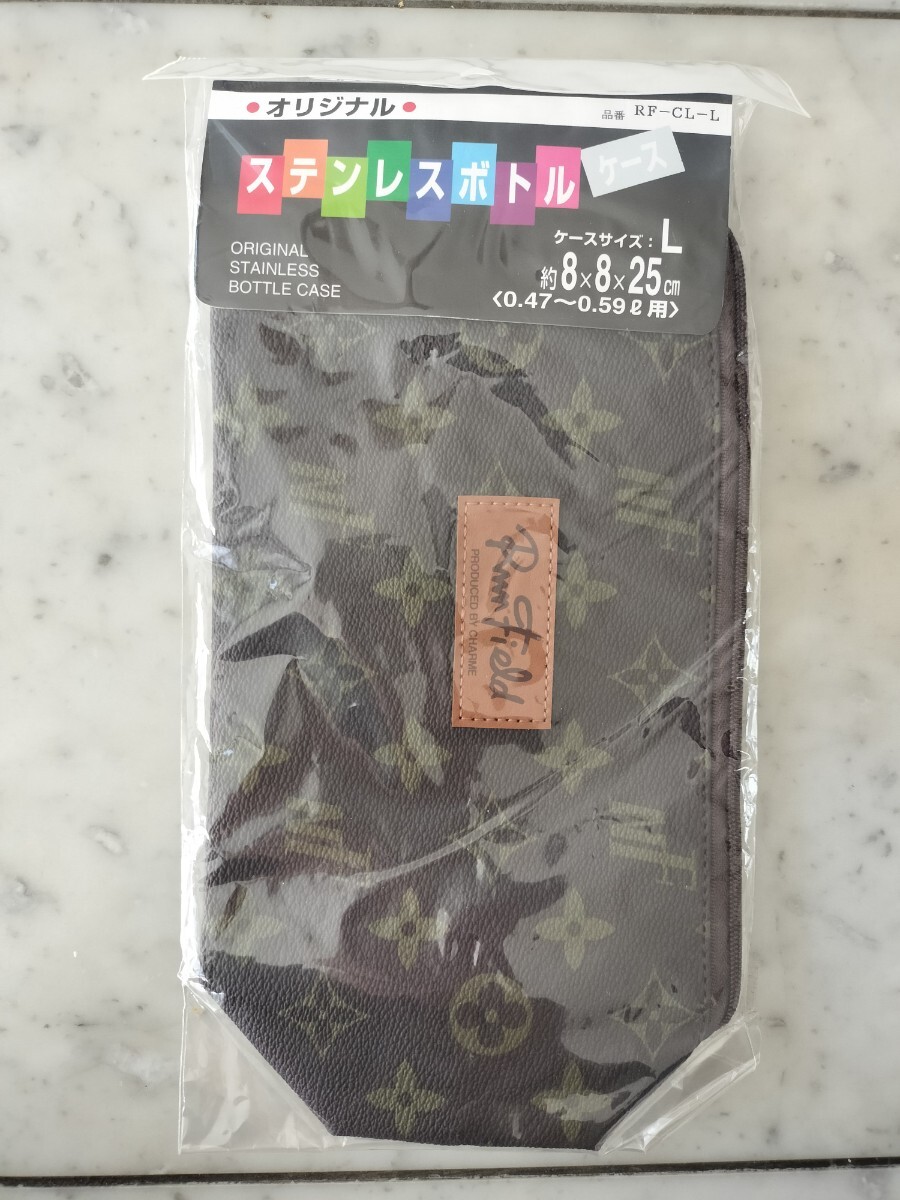 ● オリジナル ●
品番 RF-CL-L
ステンレスボトル ケース
ORIGINAL
STAINLESS
BOTTLE CASE
ケースサイズ：L
約8×8×25cm
〈0.47〜0.59ℓ用〉
PRODUCED BY CHARME